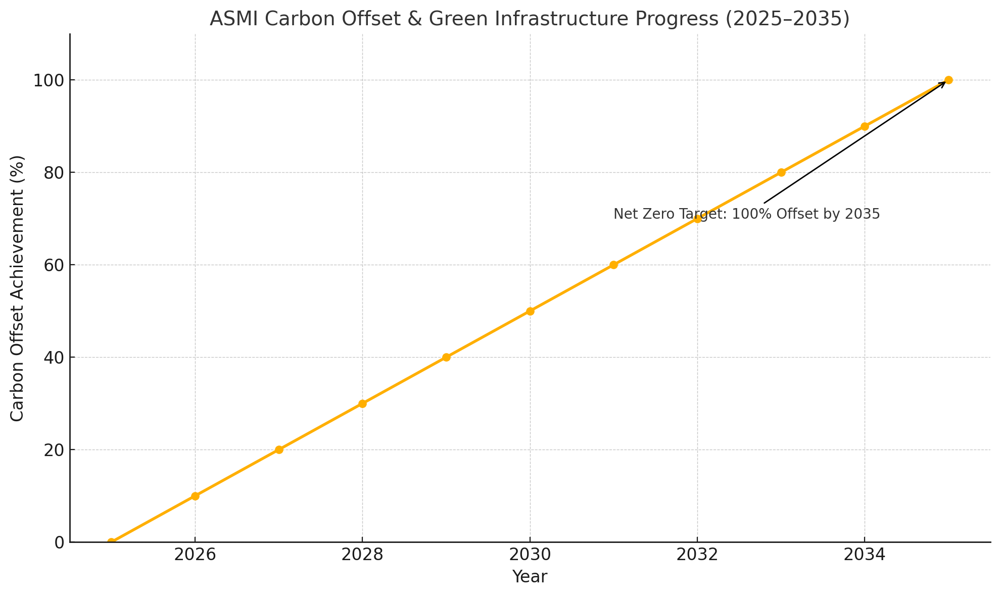 ASMI Carbon Offset & Green Infrastructure Progress (2025–2035)
Carbon Offset Achievement (%)
100
80
60
40
20
0
Net Zero Target: 100% Offset by 2035
2026
2028
2030
2032
2034
Year